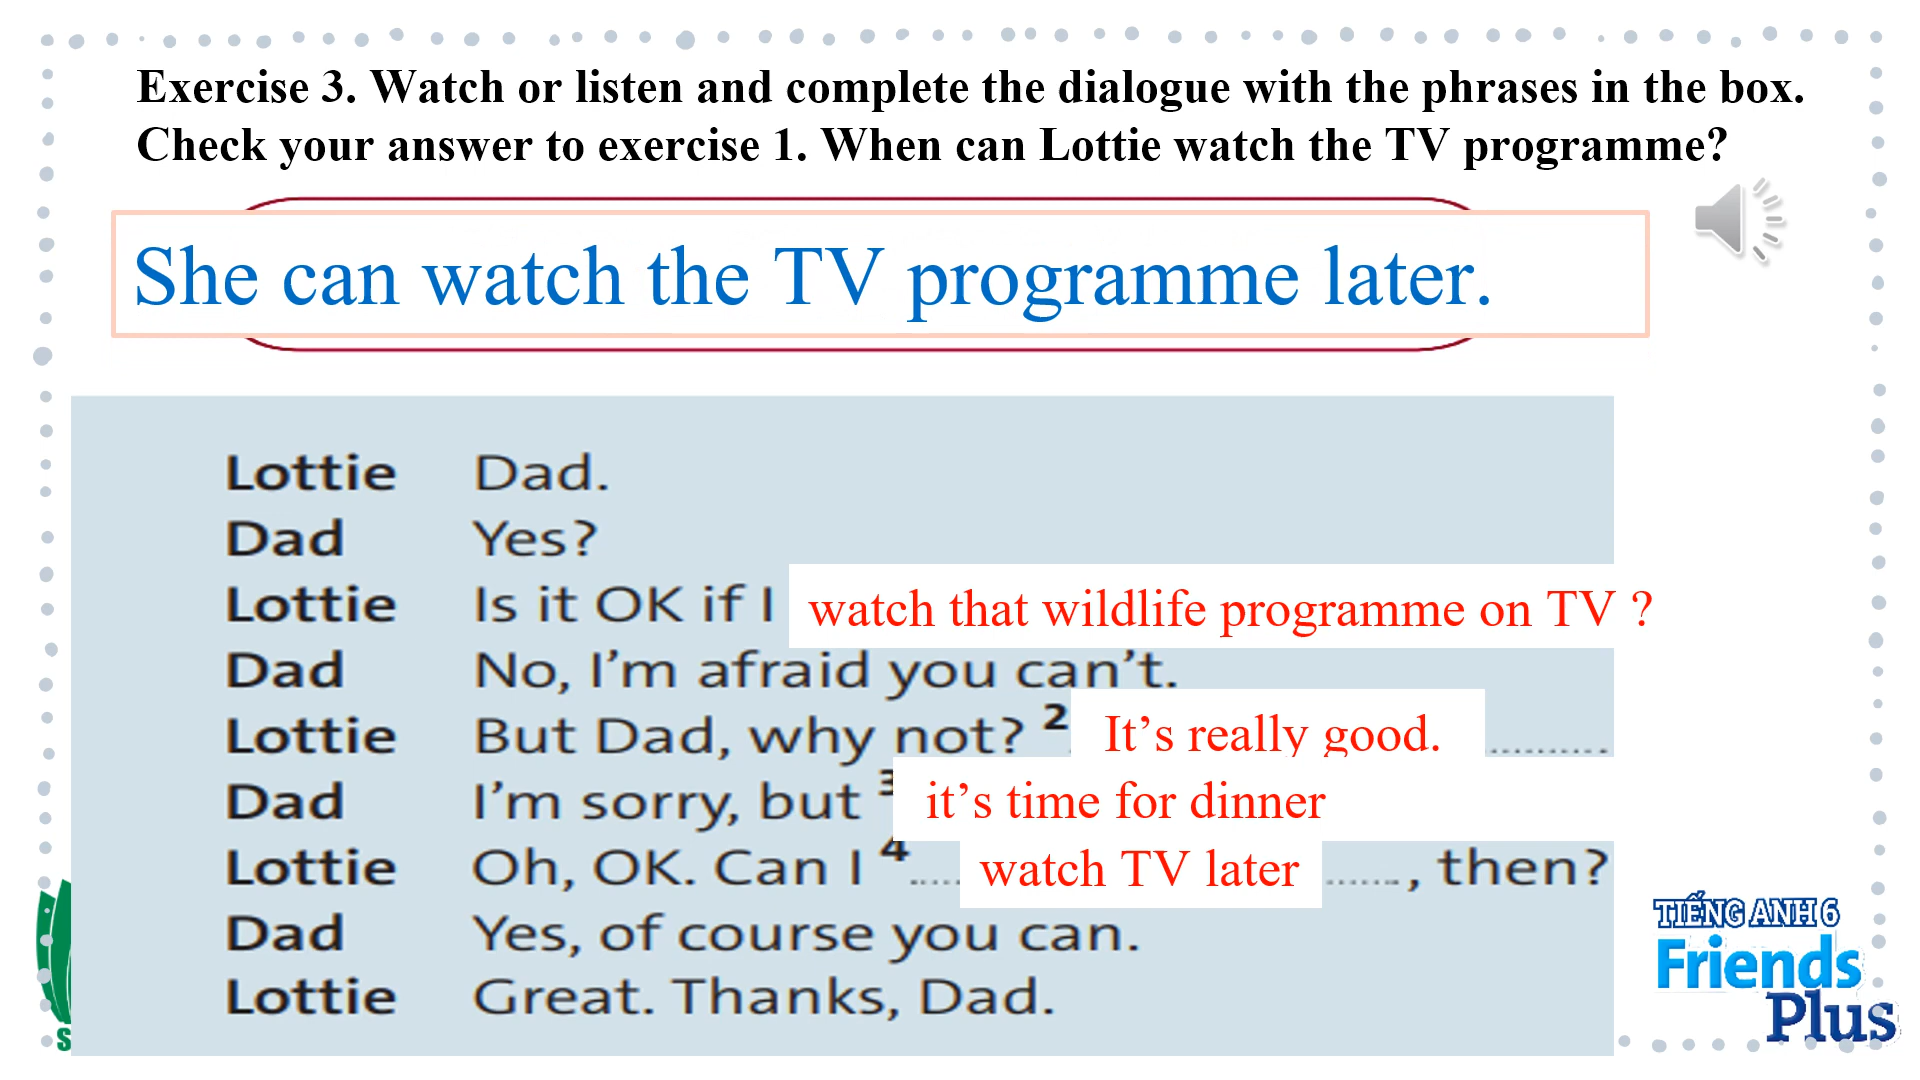 Exercise 3. Watch or listen and complete the dialogue with the phrases in the box.
Check your answer to exercise 1. When can Lottie watch the TV programme?
She can watch the TV programme later.
Lottie Dad.
Dad Yes?
Lottie Is it OK if I watch that wildlife programme on TV ?
Dad No, I'm afraid you can't.
Lottie But Dad, why not? 2 It's really good. ..........
Dad I'm sorry, but 3 it's time for dinner
Lottie Oh, OK. Can I 4 ..... watch TV later ......, then?
Dad Yes, of course you can.
Lottie Great. Thanks, Dad.
TIẾNG ANH 6
Friends
Plus